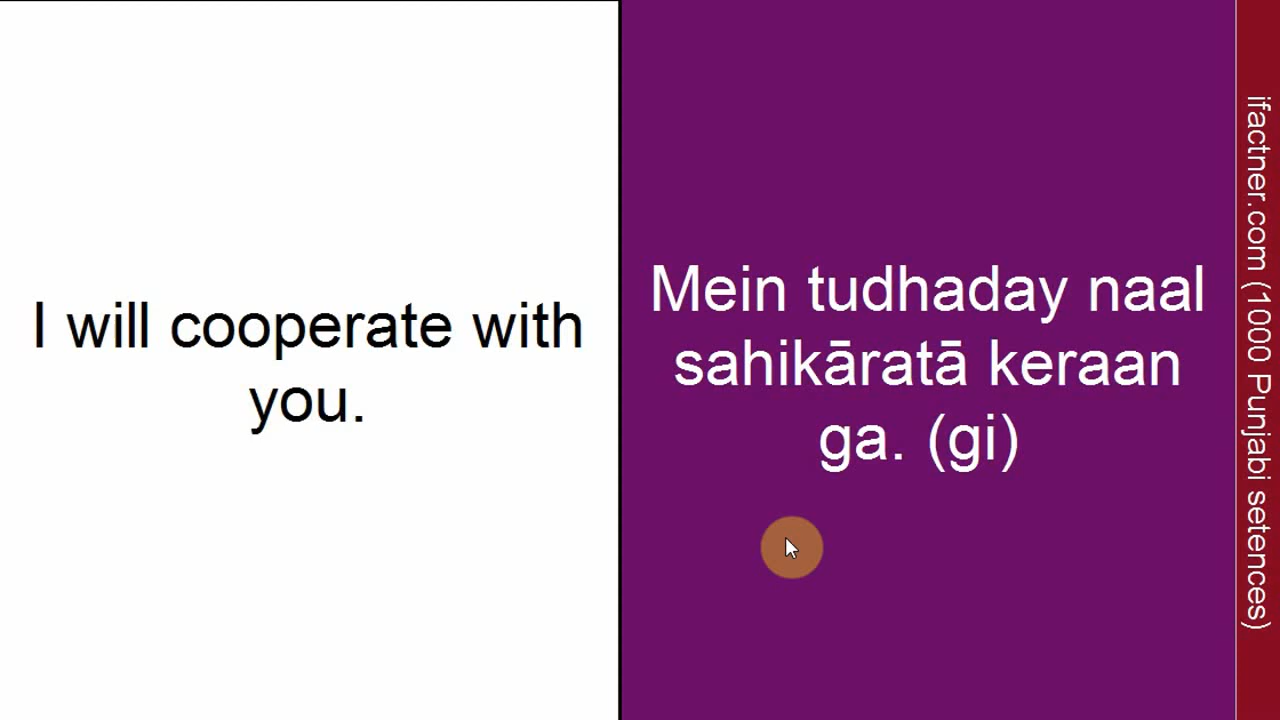 I will cooperate with
you.
Mein tudhaday naal
sahikāratā keraan
ga. (gi)
ifactner.com (1000 Punjabi setences)